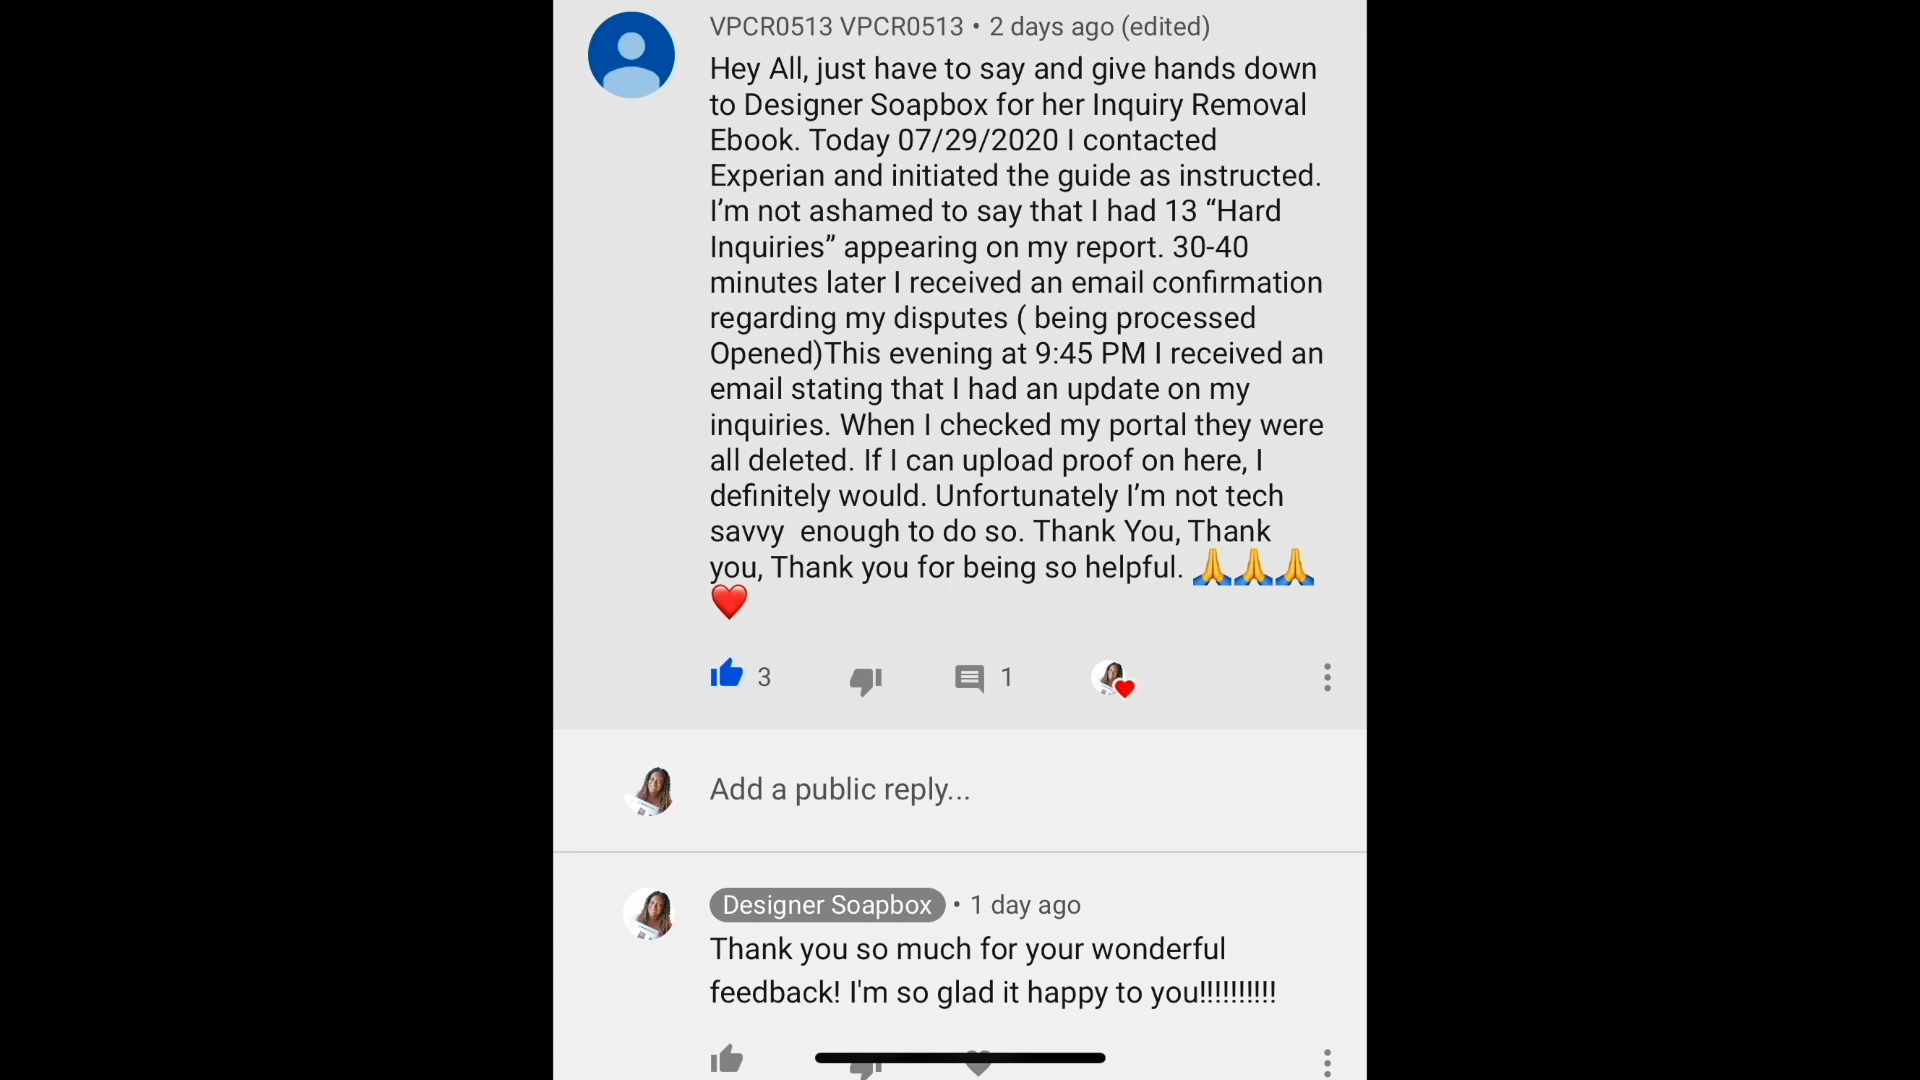 VPCR0513 VPCR0513 • 2 days ago (edited)
Hey All, just have to say and give hands down
to Designer Soapbox for her Inquiry Removal
Ebook. Today 07/29/2020 I contacted
Experian and initiated the guide as instructed.
I’m not ashamed to say that I had 13 “Hard
Inquiries” appearing on my report. 30-40
minutes later I received an email confirmation
regarding my disputes ( being processed
Opened)This evening at 9:45 PM I received an
email stating that I had an update on my
inquiries. When I checked my portal they were
all deleted. If I can upload proof on here, I
definitely would. Unfortunately I’m not tech
savvy  enough to do so. Thank You, Thank
you, Thank you for being so helpful. 🙏🙏🙏
❤️
3 1
Add a public reply...
Designer Soapbox • 1 day ago
Thank you so much for your wonderful
feedback! I'm so glad it happy to you!!!!!!!!!!